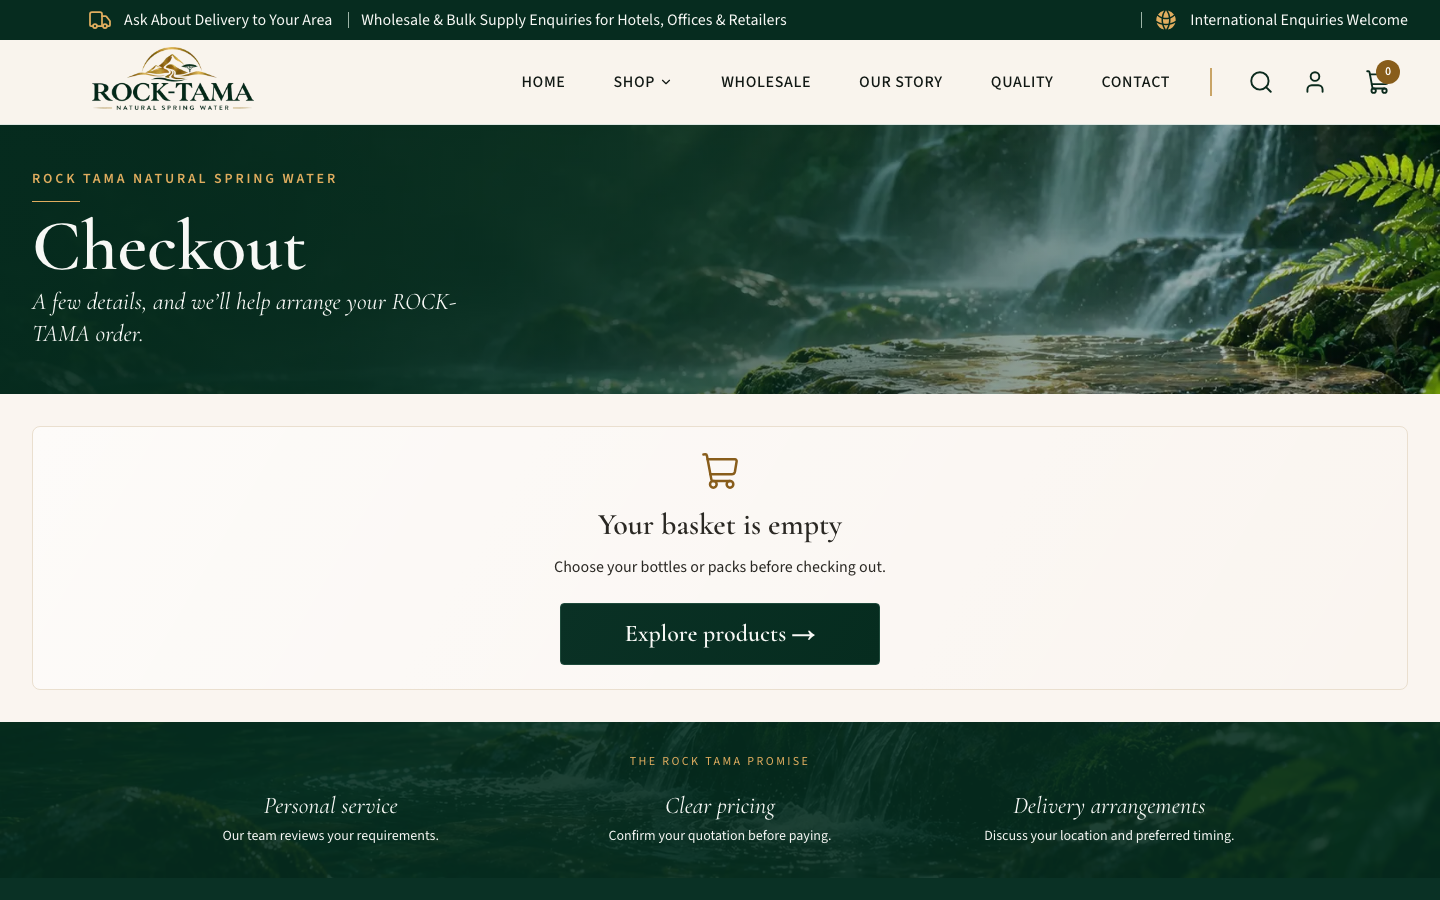 Ask About Delivery to Your Area
Wholesale & Bulk Supply Enquiries for Hotels, Offices & Retailers
International Enquiries Welcome
ROCK-TAMA
NATURAL SPRING WATER
HOME
SHOP
WHOLESALE
OUR STORY
QUALITY
CONTACT
0
ROCK TAMA NATURAL SPRING WATER
Checkout
A few details, and we’ll help arrange your ROCK-
TAMA order.
Your basket is empty
Choose your bottles or packs before checking out.
Explore products →
THE ROCK TAMA PROMISE
Personal service
Our team reviews your requirements.
Clear pricing
Confirm your quotation before paying.
Delivery arrangements
Discuss your location and preferred timing.